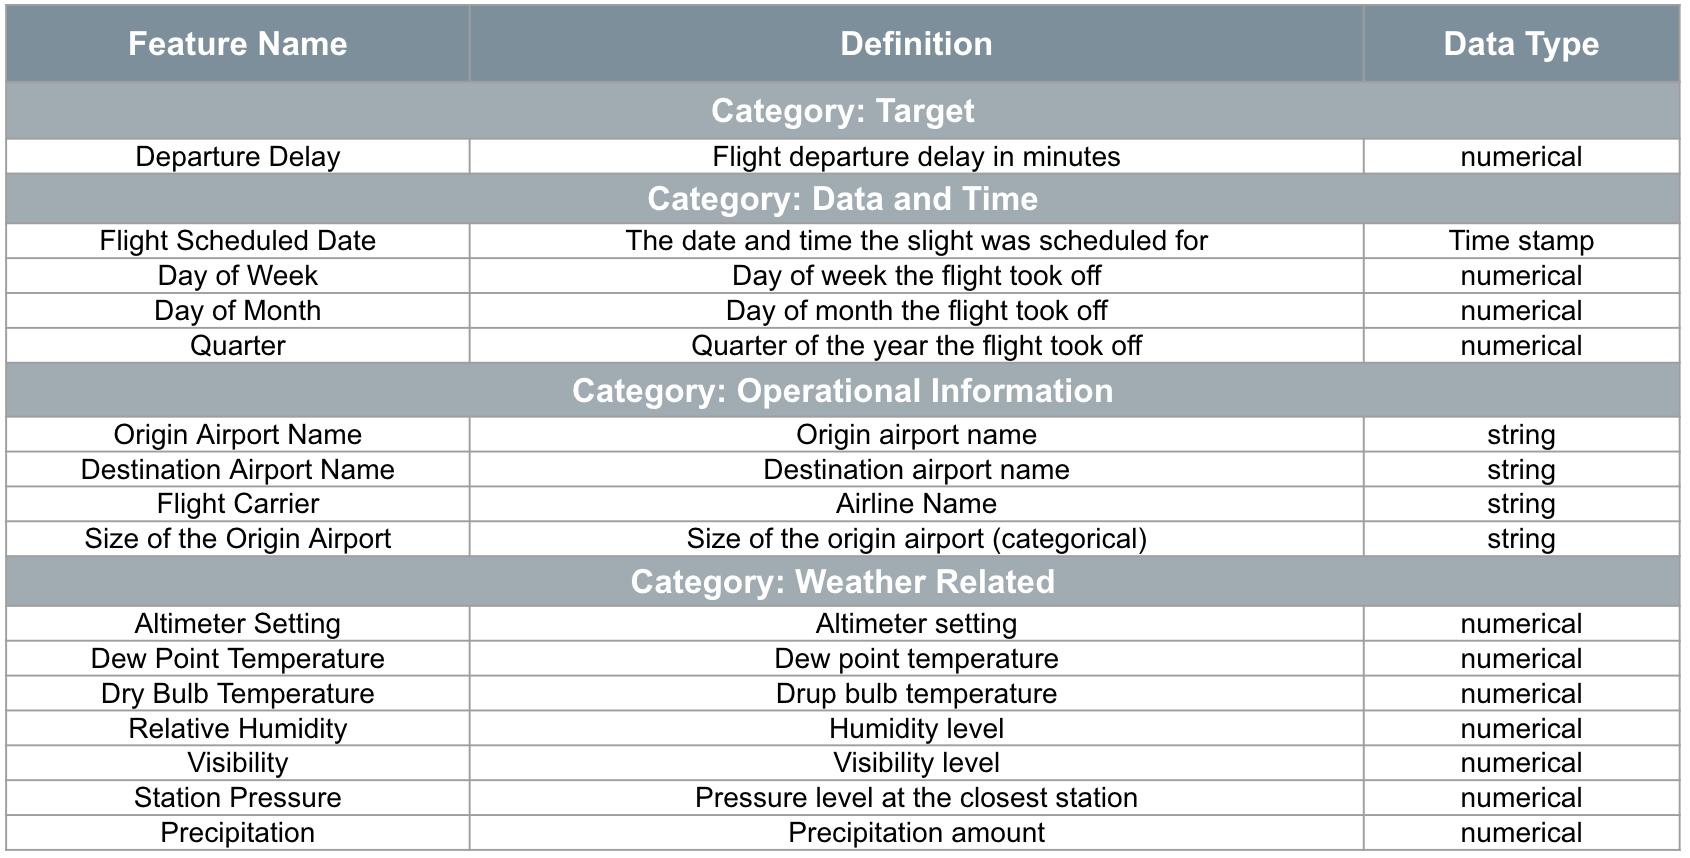 Feature Name Definition Data Type
Category: Target
Departure Delay Flight departure delay in minutes numerical
Category: Data and Time
Flight Scheduled Date The date and time the slight was scheduled for Time stamp
Day of Week Day of week the flight took off numerical
Day of Month Day of month the flight took off numerical
Quarter Quarter of the year the flight took off numerical
Category: Operational Information
Origin Airport Name Origin airport name string
Destination Airport Name Destination airport name string
Flight Carrier Airline Name string
Size of the Origin Airport Size of the origin airport (categorical) string
Category: Weather Related
Altimeter Setting Altimeter setting numerical
Dew Point Temperature Dew point temperature numerical
Dry Bulb Temperature Drup bulb temperature numerical
Relative Humidity Humidity level numerical
Visibility Visibility level numerical
Station Pressure Pressure level at the closest station numerical
Precipitation Precipitation amount numerical